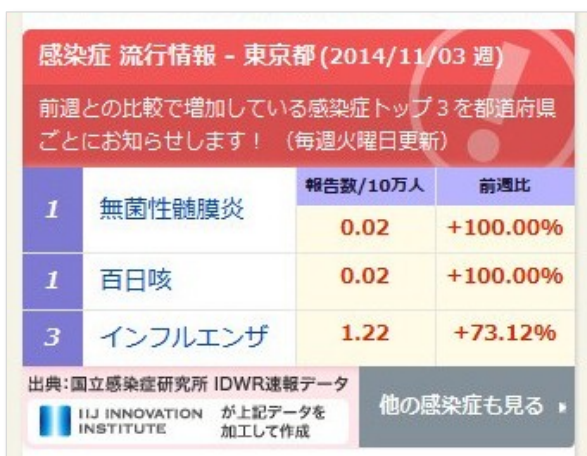 感染症 流行情報 - 東京都 (2014/11/03 週)
前週との比較で増加している感染症トップ3を都道府県
ごとにお知らせします！ （毎週火曜日更新）
報告数/10万人 前週比
1 無菌性髄膜炎 0.02 +100.00%
1 百日咳 0.02 +100.00%
3 インフルエンザ 1.22 +73.12%
出典：国立感染症研究所 IDWR速報データ
IIJ INNOVATION INSTITUTE が上記データを
加工して作成
他の感染症も見る